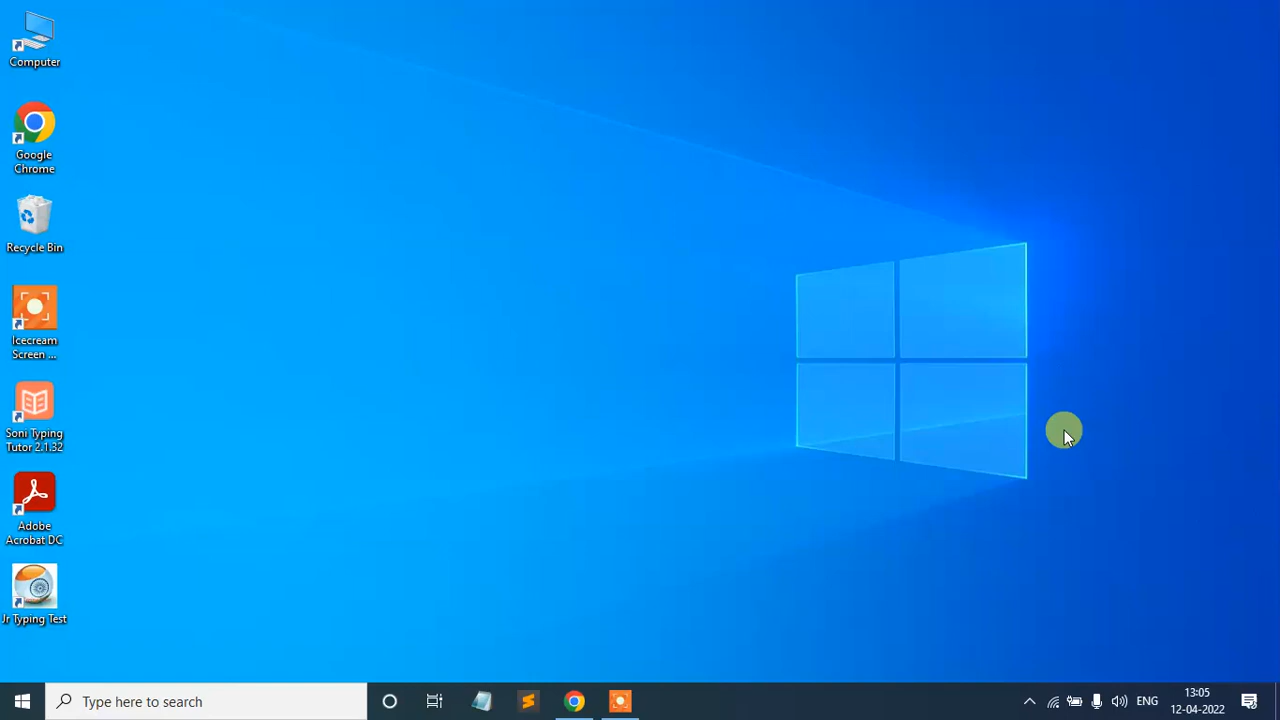 Computer
Google
Chrome
Recycle Bin
Icecream
Screen ...
Soni Typing
Tutor 2.1.32
Adobe
Acrobat DC
Jr Typing Test
Type here to search
ENG
13:05
12-04-2022